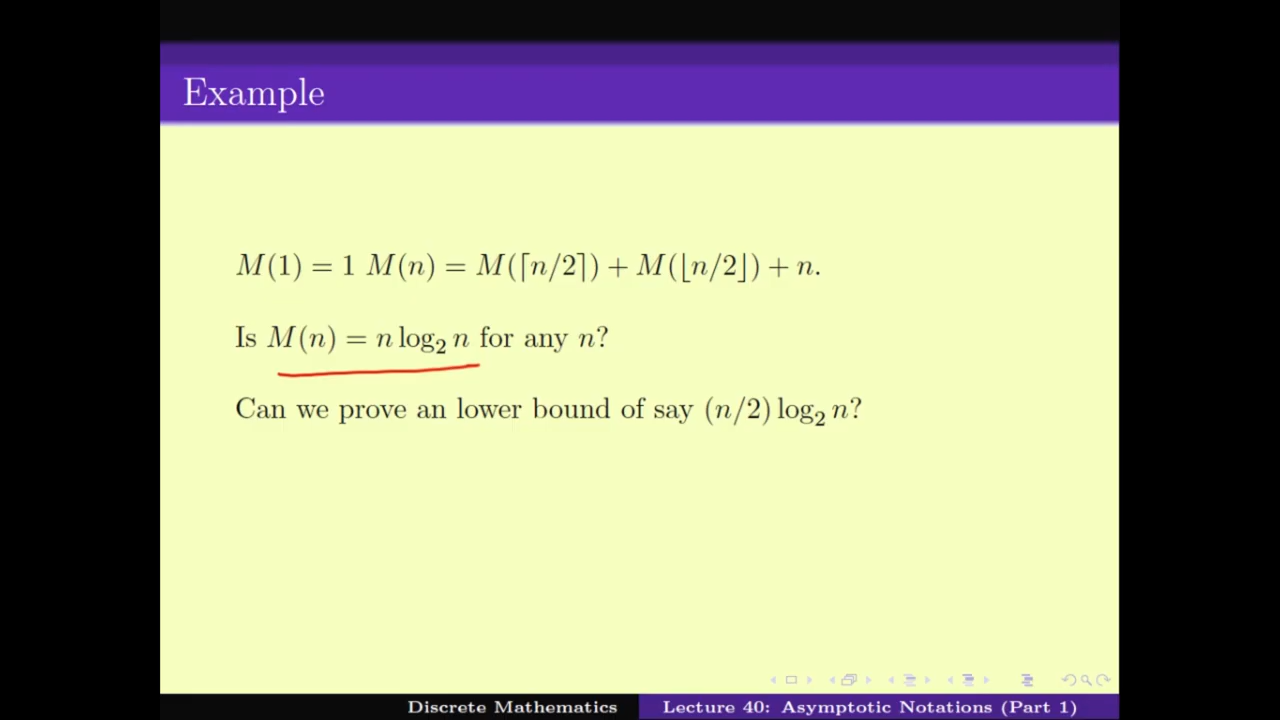 Example
M(1) = 1 M(n) = M(⌈n/2⌉) + M(⌊n/2⌋) + n.
Is M(n) = n log₂ n for any n?
Can we prove an lower bound of say (n/2) log₂ n?
Discrete Mathematics
Lecture 40: Asymptotic Notations (Part 1)